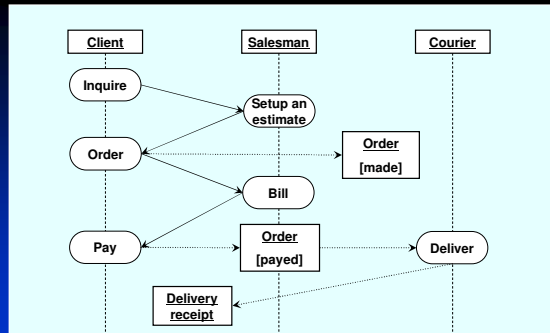 Client
Salesman
Courier
Inquire
Setup an
estimate
Order
Order
[made]
Bill
Pay
Order
[payed]
Deliver
Delivery
receipt